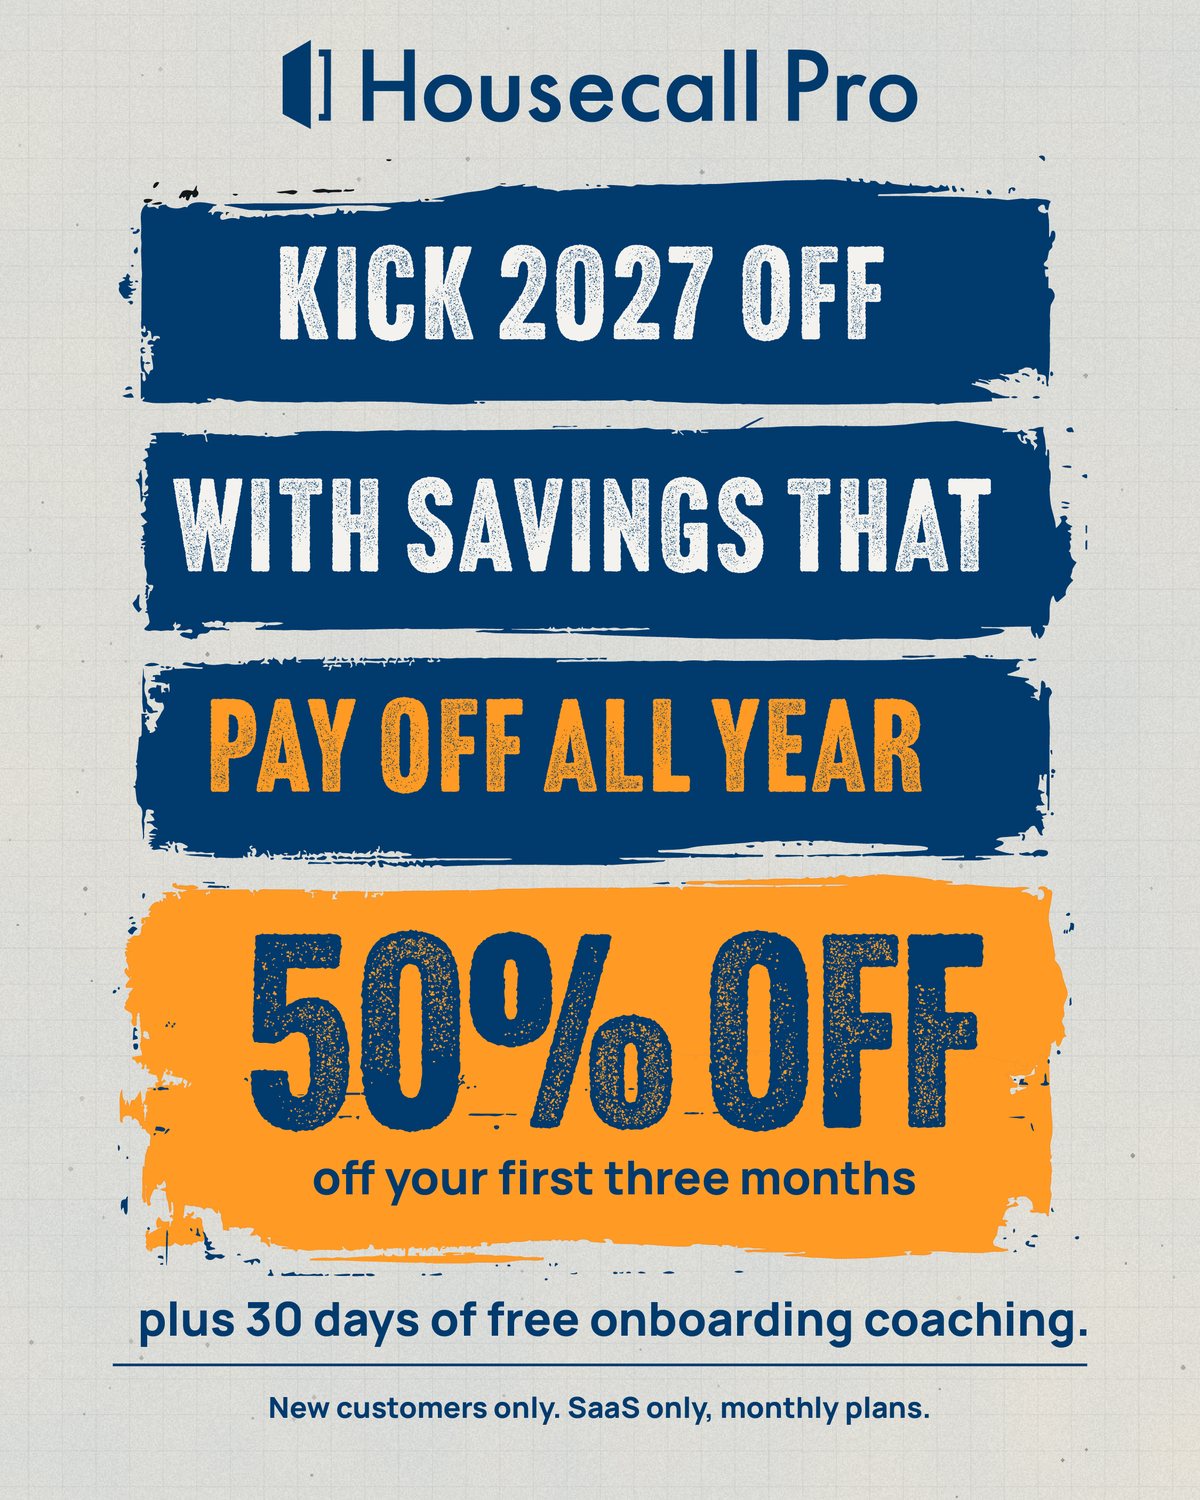 Housecall Pro
KICK 2027 OFF
WITH SAVINGS THAT
PAY OFF ALL YEAR
50% OFF
off your first three months
plus 30 days of free onboarding coaching.
New customers only. SaaS only, monthly plans.